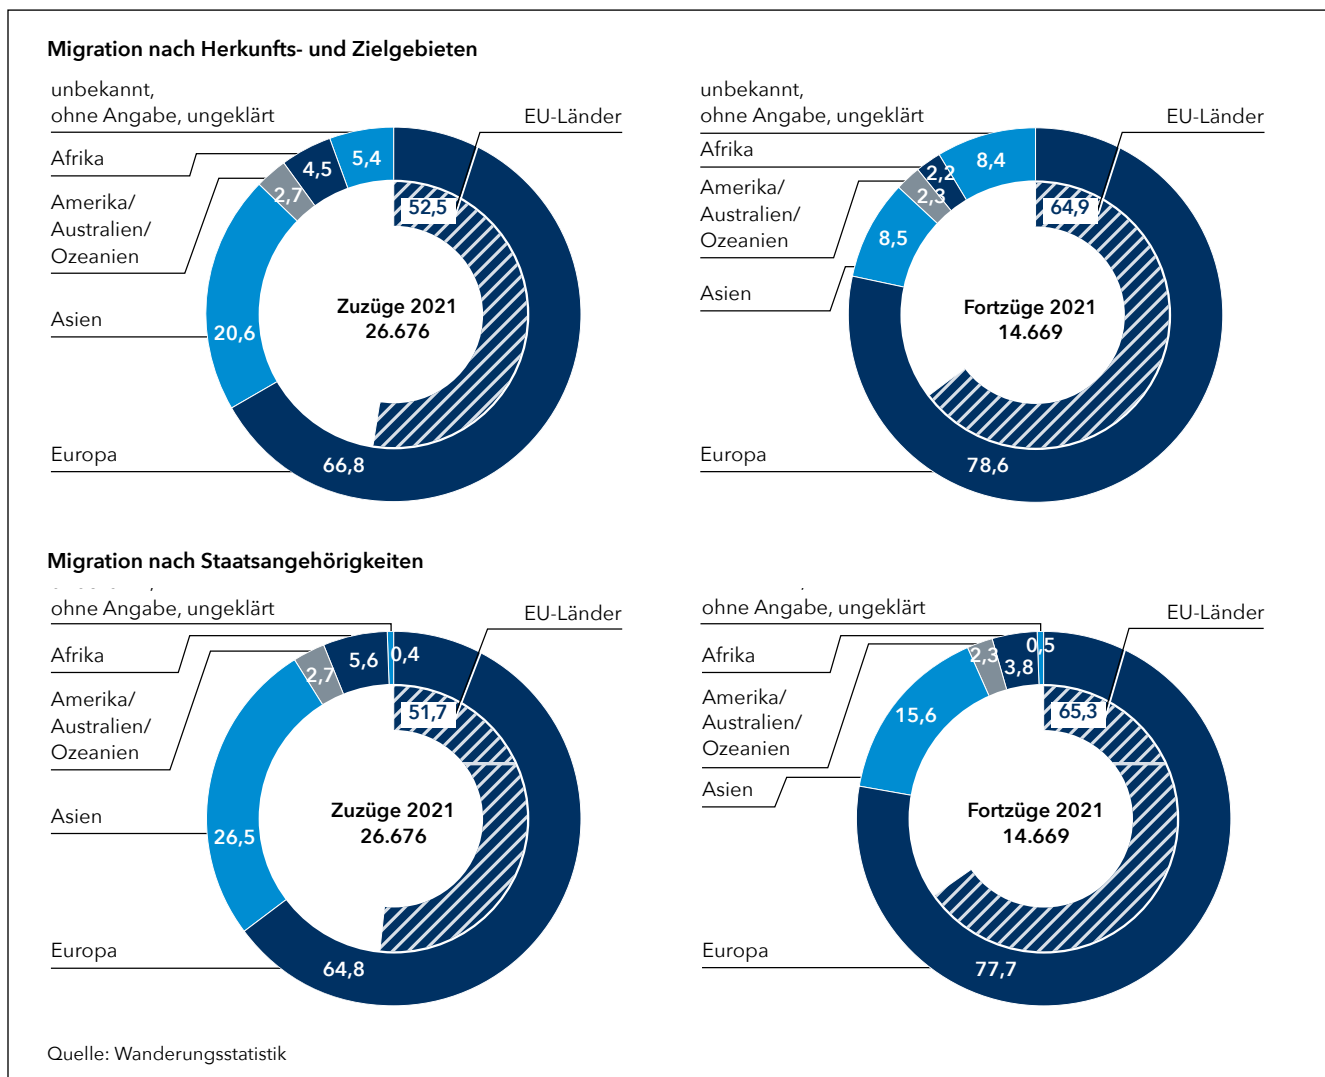 Migration nach Herkunfts- und Zielgebieten
unbekannt,
ohne Angabe, ungeklärt
EU-Länder
Afrika
Amerika/
Australien/
Ozeanien
Asien
Europa
5,4
4,5
2,7
20,6
66,8
52,5
Zuzüge 2021
26.676
unbekannt,
ohne Angabe, ungeklärt
EU-Länder
Afrika
Amerika/
Australien/
Ozeanien
Asien
Europa
8,4
2,2
2,3
8,5
78,6
64,9
Fortzüge 2021
14.669
Migration nach Staatsangehörigkeiten
ohne Angabe, ungeklärt
EU-Länder
Afrika
Amerika/
Australien/
Ozeanien
Asien
Europa
0,4
5,6
2,7
26,5
64,8
51,7
Zuzüge 2021
26.676
ohne Angabe, ungeklärt
EU-Länder
Afrika
Amerika/
Australien/
Ozeanien
Asien
Europa
0,5
3,8
2,3
15,6
77,7
65,3
Fortzüge 2021
14.669
Quelle: Wanderungsstatistik